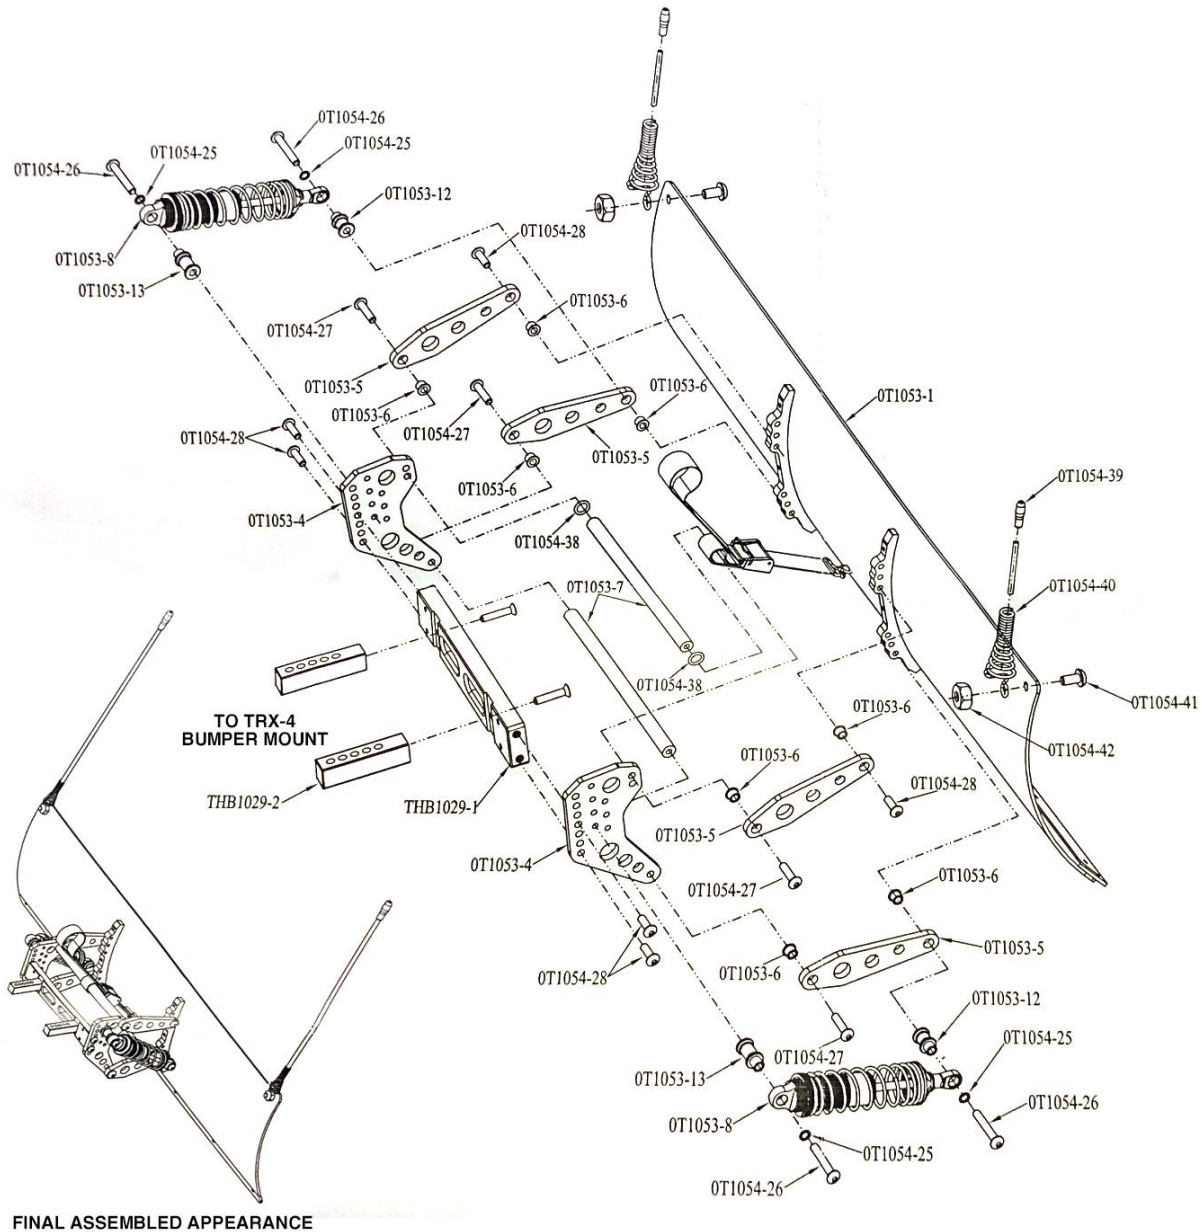 0T1054-26
0T1054-25
0T1054-25
0T1054-26
0T1053-12
0T1054-28
0T1053-8
0T1053-13
0T1053-6
0T1054-27
0T1053-5
0T1053-6
0T1053-6
0T1053-1
0T1054-28
0T1054-27
0T1053-5
0T1053-6
0T1054-39
0T1053-4
0T1054-38
0T1053-7
0T1054-40
0T1054-38
0T1054-41
TO TRX-4
BUMPER MOUNT
0T1053-6
0T1054-42
0T1053-6
THB1029-2
THB1029-1
0T1054-28
0T1053-5
0T1053-4
0T1054-27
0T1053-6
0T1053-5
0T1054-28
0T1053-6
0T1053-12
0T1054-25
0T1054-27
0T1053-13
0T1054-26
0T1053-8
0T1054-25
0T1054-26
FINAL ASSEMBLED APPEARANCE